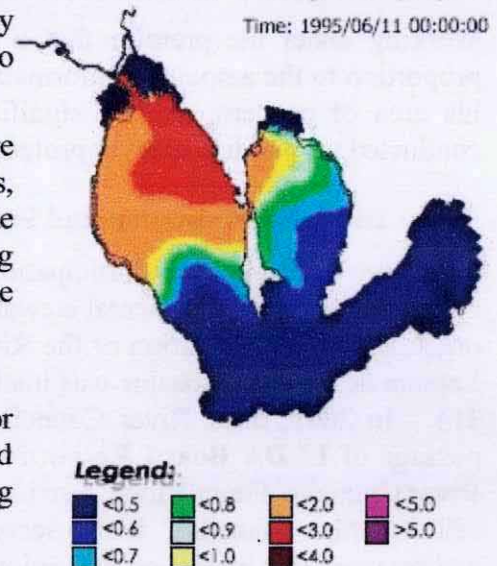 y
Time: 1995/06/11 00:00:00
o
e
s,
e
g
e
or
d
g
Legend:
<0.5 <0.8 <2.0 <5.0
<0.6 <0.9 <3.0 >5.0
<0.7 <1.0 <4.0